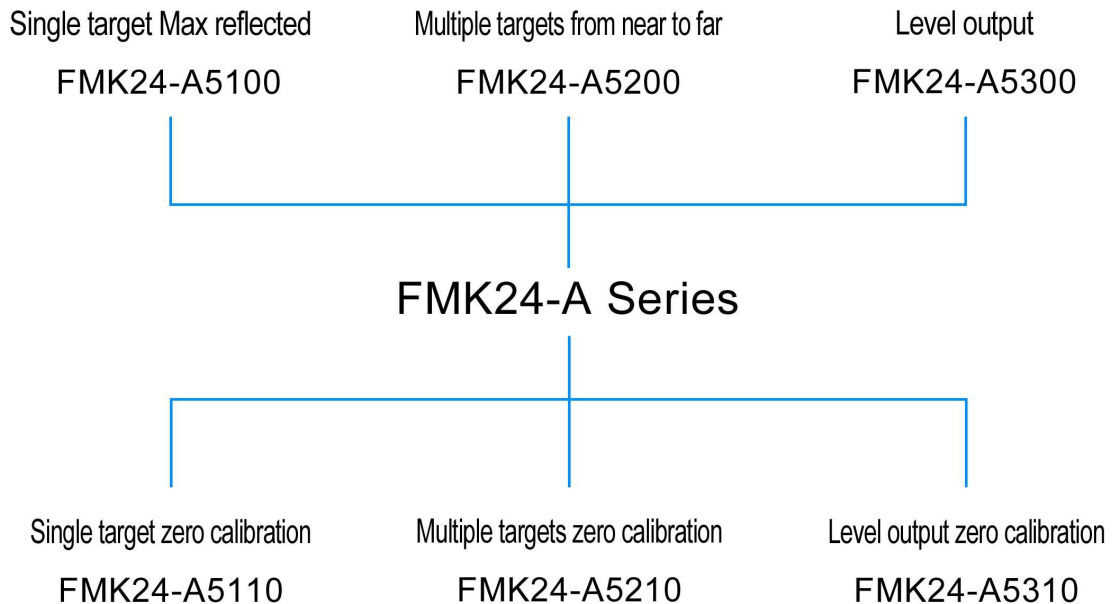 Single target Max reflected
FMK24-A5100
Multiple targets from near to far
FMK24-A5200
Level output
FMK24-A5300
FMK24-A Series
Single target zero calibration
FMK24-A5110
Multiple targets zero calibration
FMK24-A5210
Level output zero calibration
FMK24-A5310